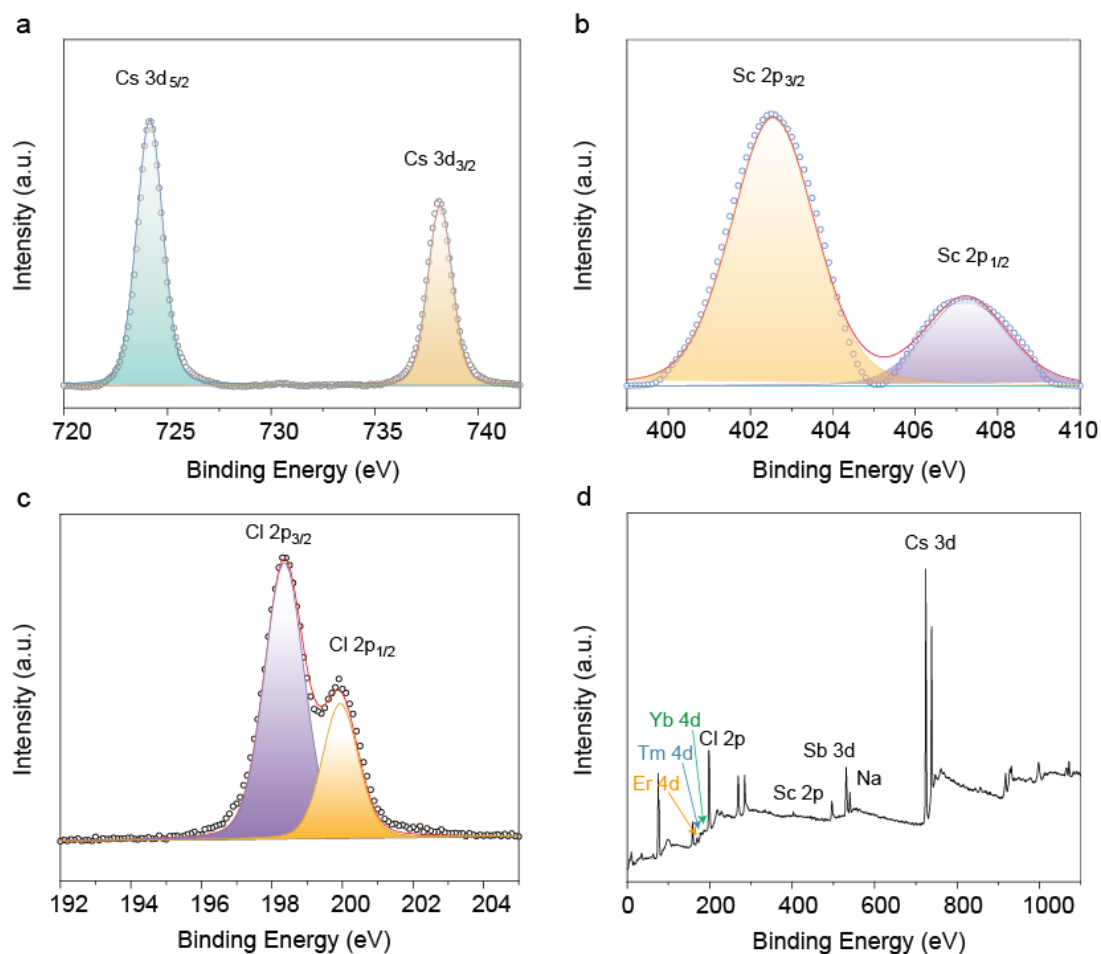 a
Cs 3d5/2
Cs 3d3/2
Intensity (a.u.)
720 725 730 735 740
Binding Energy (eV)
b
Sc 2p3/2
Sc 2p1/2
Intensity (a.u.)
400 402 404 406 408 410
Binding Energy (eV)
c
Cl 2p3/2
Cl 2p1/2
Intensity (a.u.)
192 194 196 198 200 202 204
Binding Energy (eV)
d
Cs 3d
Yb 4d
Cl 2p
Tm 4d
Sb 3d
Er 4d
Na
Sc 2p
Intensity (a.u.)
0 200 400 600 800 1000
Binding Energy (eV)